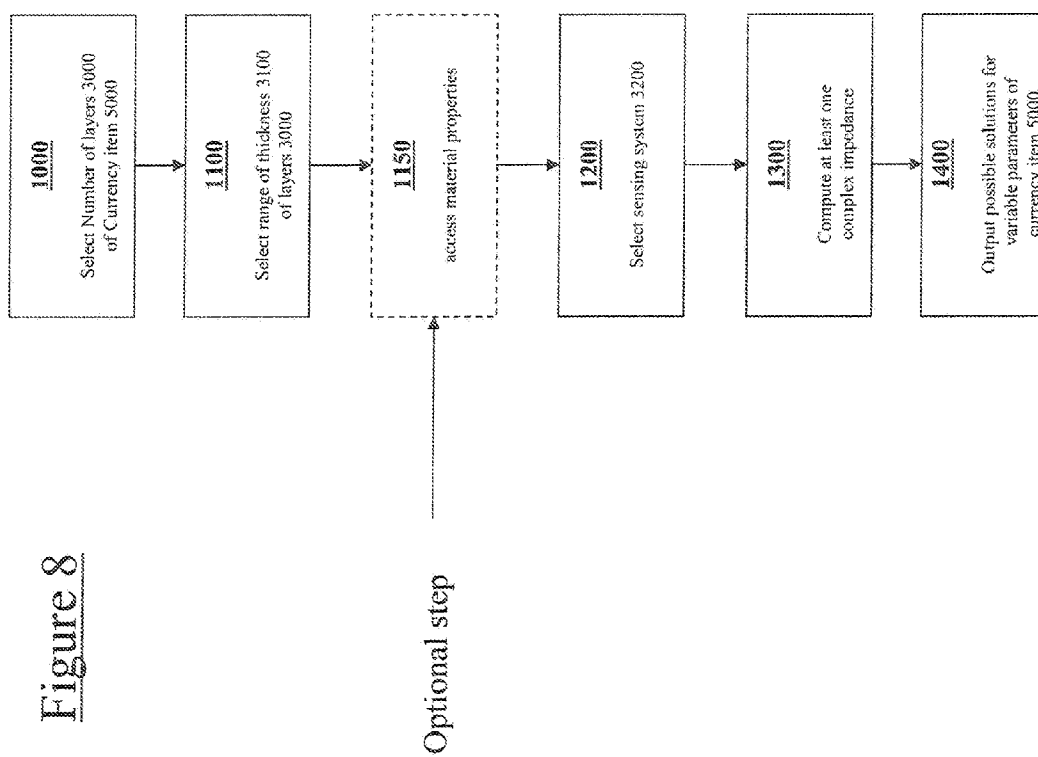 Figure 8
1000
Select Number of layers 3000
of Currency item 5000
1100
Select range of thickness 3100
of layers 3000
Optional step
1150
access material properties
1200
Select sensing system 3200
1300
Compute at least one
complex impedance
1400
Output possible solutions for
variable parameters of
currency item 5000